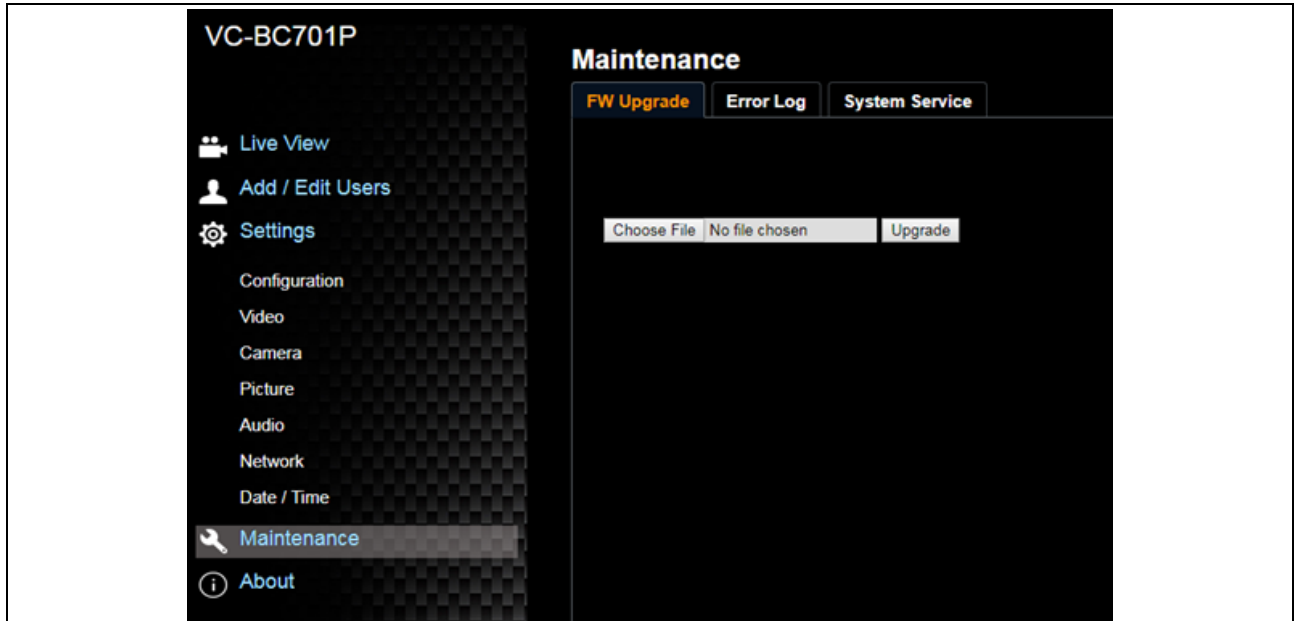 VC-BC701P
Live View
Add / Edit Users
Settings
Configuration
Video
Camera
Picture
Audio
Network
Date / Time
Maintenance
About
Maintenance
FW Upgrade Error Log System Service
Choose File No file chosen Upgrade